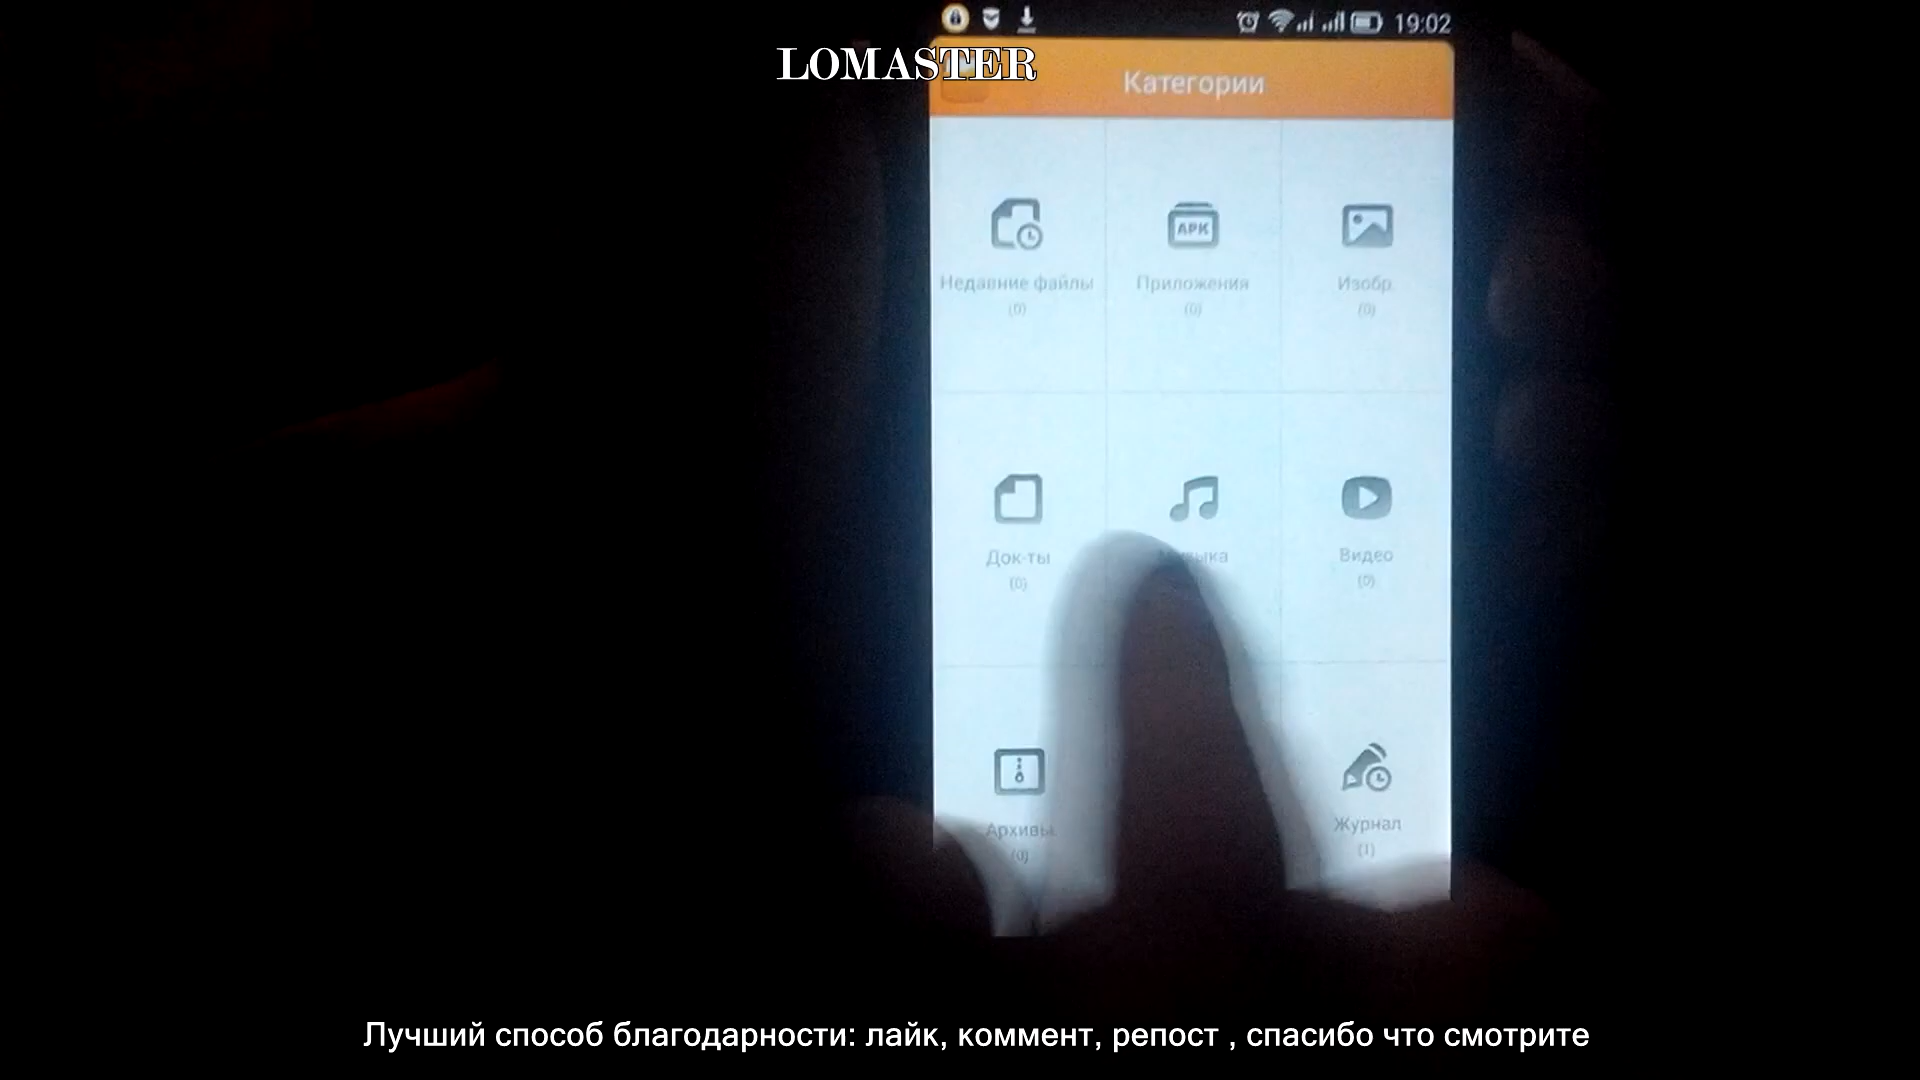 19:02
LOMASTER
Категории
Недавние файлы
(0)
Приложения
(0)
Изобр.
(0)
APK
Док-ты
(0)
Видео
(0)
Архивы
(0)
Журнал
(1)
Лучший способ благодарности: лайк, коммент, репост , спасибо что смотрите